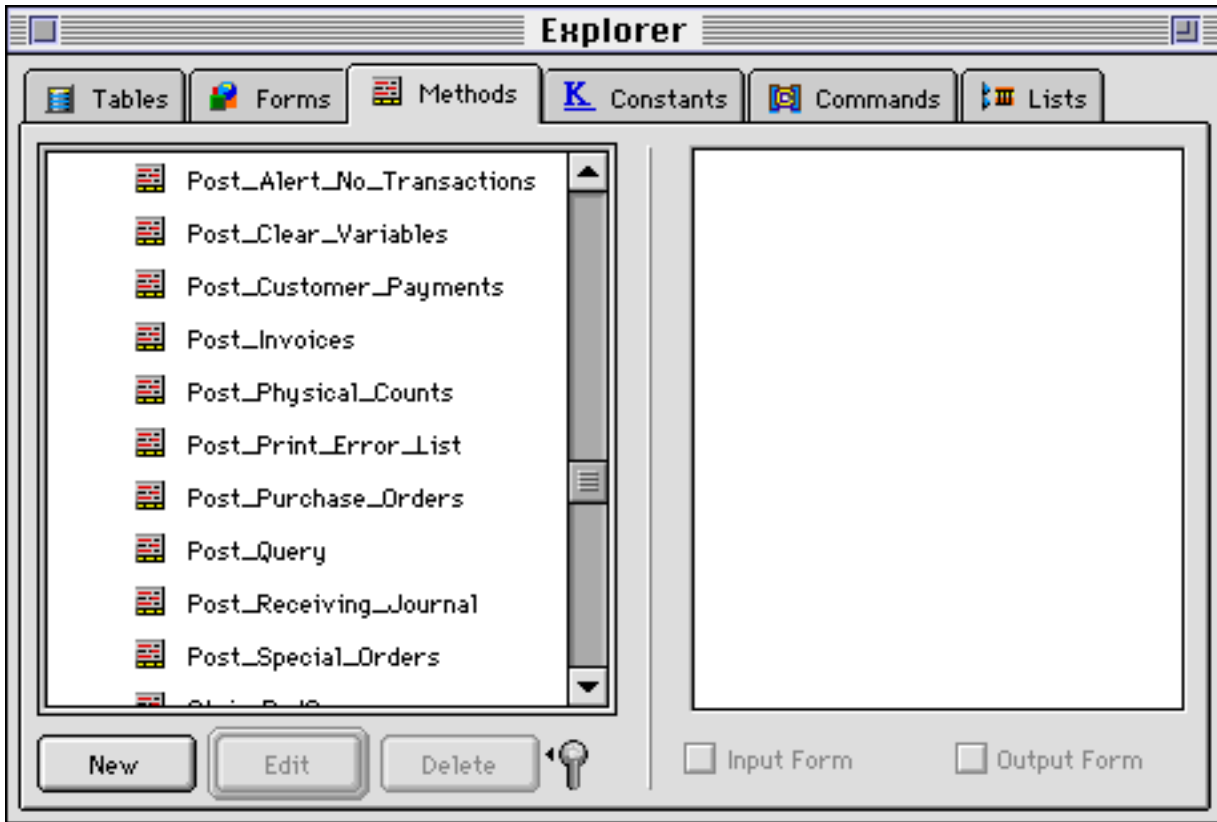 Explorer
Tables Forms Methods K Constants Commands Lists
Post_Alert_No_Transactions
Post_Clear_Variables
Post_Customer_Payments
Post_Invoices
Post_Physical_Counts
Post_Print_Error_List
Post_Purchase_Orders
Post_Query
Post_Receiving_Journal
Post_Special_Orders
New Edit Delete Input Form Output Form